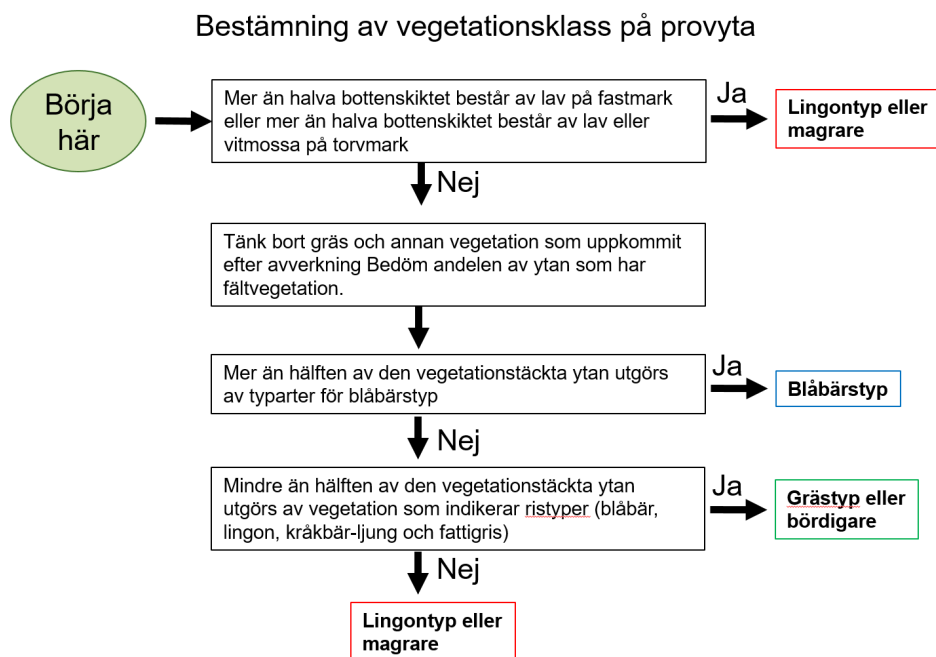 Bestämning av vegetationsklass på provyta
Börja
här
Mer än halva bottenskiktet består av lav på fastmark
eller mer än halva bottenskiktet består av lav eller
vitmossa på torvmark
Ja
Lingontyp eller
magrare
Nej
Tänk bort gräs och annan vegetation som uppkommit
efter avverkning Bedöm andelen av ytan som har
fältvegetation.
Mer än hälften av den vegetationstäckta ytan utgörs
av typarter för blåbärstyp
Ja
Blåbärstyp
Nej
Mindre än hälften av den vegetationstäckta ytan
utgörs av vegetation som indikerar ristyper (blåbär,
lingon, kråkbär-ljung och fattigris)
Ja
Grästyp eller
bördigare
Nej
Lingontyp eller
magrare